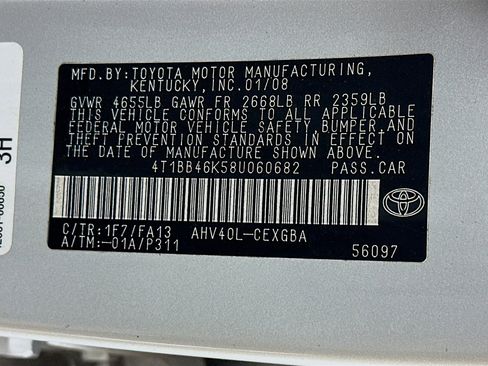 MFD.BY:TOYOTA MOTOR MANUFACTURING,
KENTUCKY, INC.01/08
GVWR 4655LB GAWR FR 2668LB RR 2359LB
THIS VEHICLE CONFORMS TO ALL APPLICABLE
FEDERAL MOTOR VEHICLE SAFETY,BUMPER,AND
THEFT PREVENTION STANDARDS IN EFFECT ON
THE DATE OF MANUFACTURE SHOWN ABOVE.
4T1BB46K58U060682 PASS.CAR
C/TR:1F7/FA13 AHV40L-CEXGBA
A/TM:-01A/P311
56097
3H